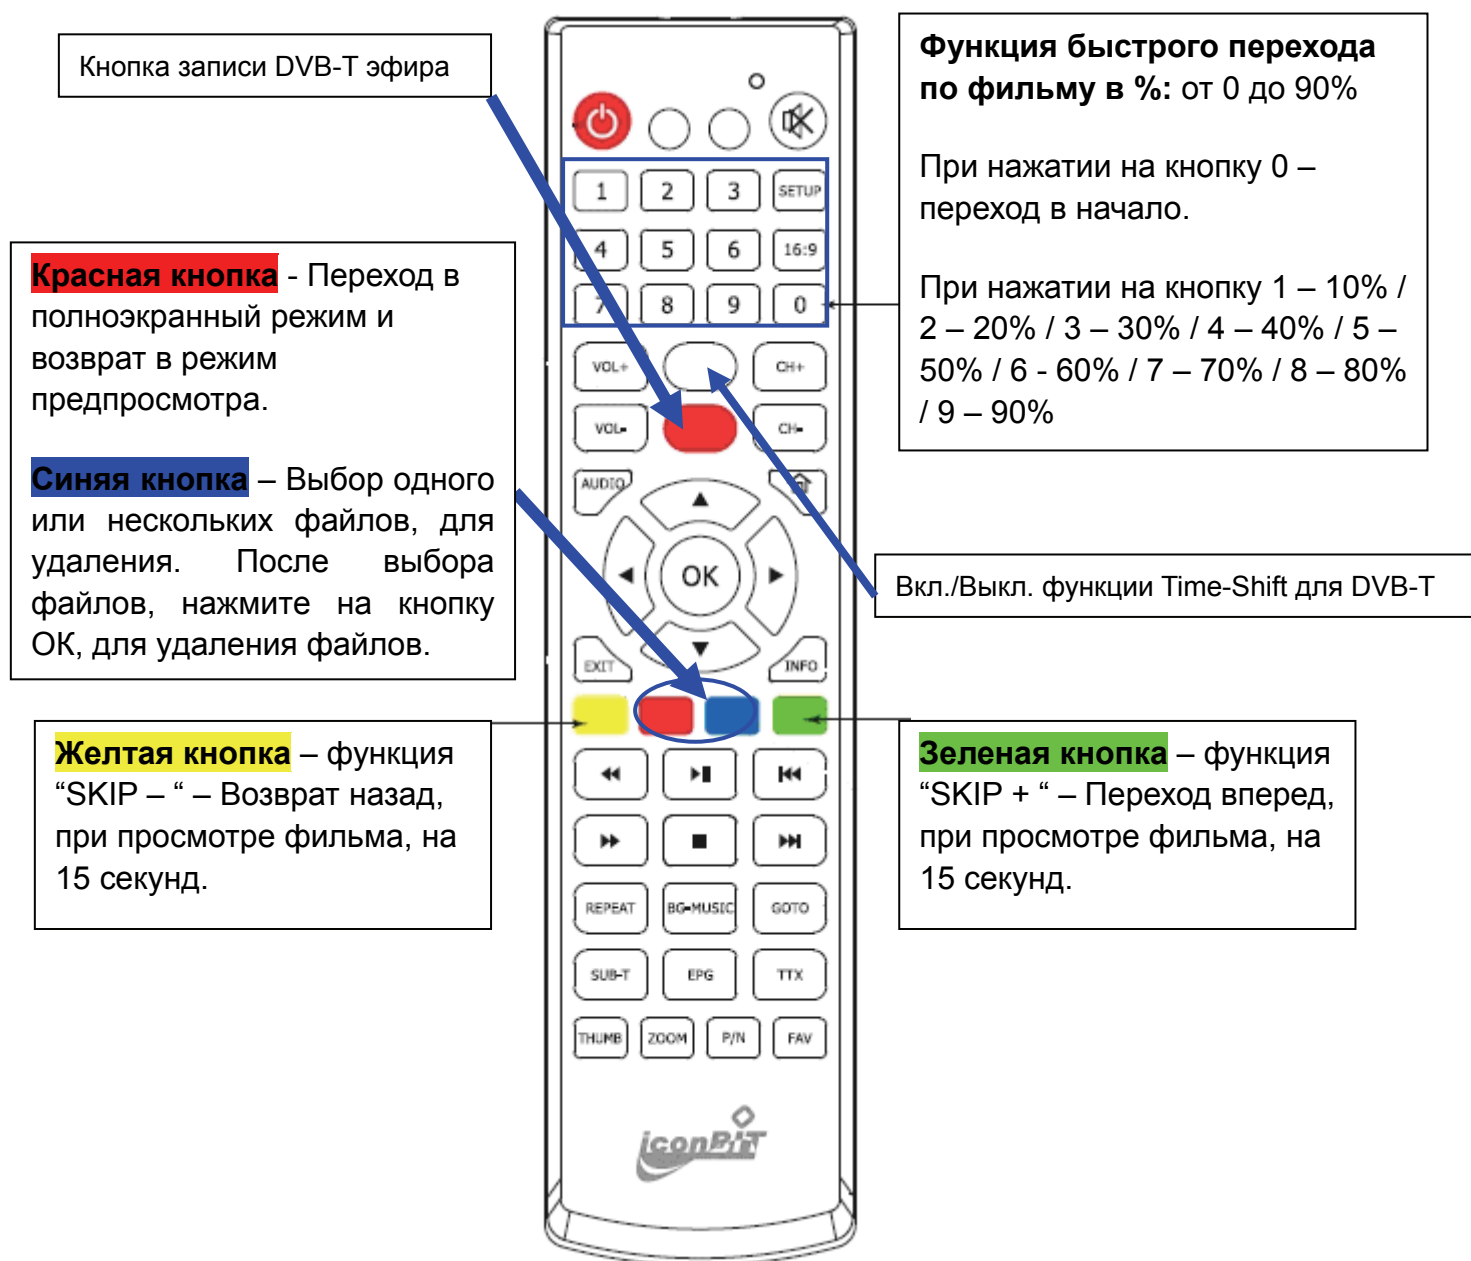 Кнопка записи DVB-T эфира
Функция быстрого перехода
по фильму в %: от 0 до 90%
При нажатии на кнопку 0 –
переход в начало.
При нажатии на кнопку 1 – 10% /
2 – 20% / 3 – 30% / 4 – 40% / 5 –
50% / 6 - 60% / 7 – 70% / 8 – 80%
/ 9 – 90%
Красная кнопка - Переход в
полноэкранный режим и
возврат в режим
предпросмотра.
Синяя кнопка – Выбор одного
или нескольких файлов, для
удаления. После выбора
файлов, нажмите на кнопку
ОК, для удаления файлов.
Вкл./Выкл. функции Time-Shift для DVB-T
Желтая кнопка – функция
“SKIP – “ – Возврат назад,
при просмотре фильма, на
15 секунд.
Зеленая кнопка – функция
“SKIP + “ – Переход вперед,
при просмотре фильма, на
15 секунд.
1 2 3 SETUP
4 5 6 16:9
7 8 9 0
VOL+ CH+
VOL- CH-
AUDIO
OK
EXIT INFO
REPEAT BG-MUSIC GOTO
SUB-T EPG TTX
THUMB ZOOM P/N FAV
iconBIT